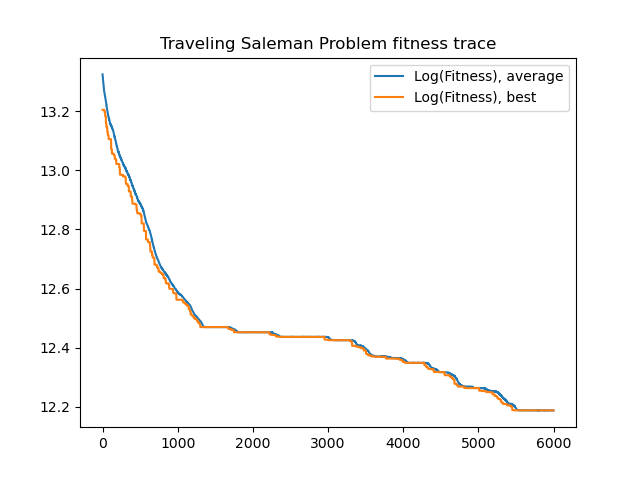 Traveling Saleman Problem fitness trace
Log(Fitness), average
Log(Fitness), best
13.2
13.0
12.8
12.6
12.4
12.2
0 1000 2000 3000 4000 5000 6000